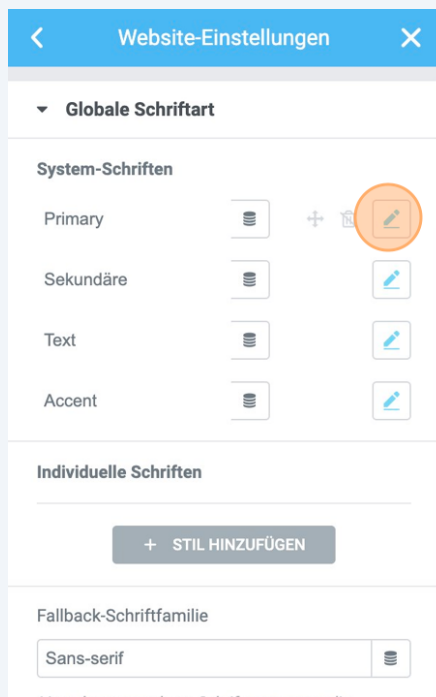 Website-Einstellungen
Globale Schriftart
System-Schriften
Primary
Sekundäre
Text
Accent
Individuelle Schriften
+ STIL HINZUFÜGEN
Fallback-Schriftfamilie
Sans-serif